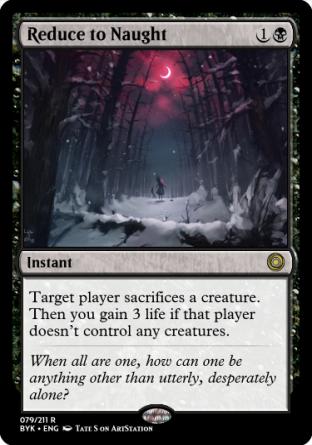 Reduce to Naught 1
Instant
Target player sacrifices a creature.
Then you gain 3 life if that player
doesn't control any creatures.
When all are one, how can one be
anything other than utterly, desperately
alone?
079/211 R
BYK • ENG Tate S on ArtStation